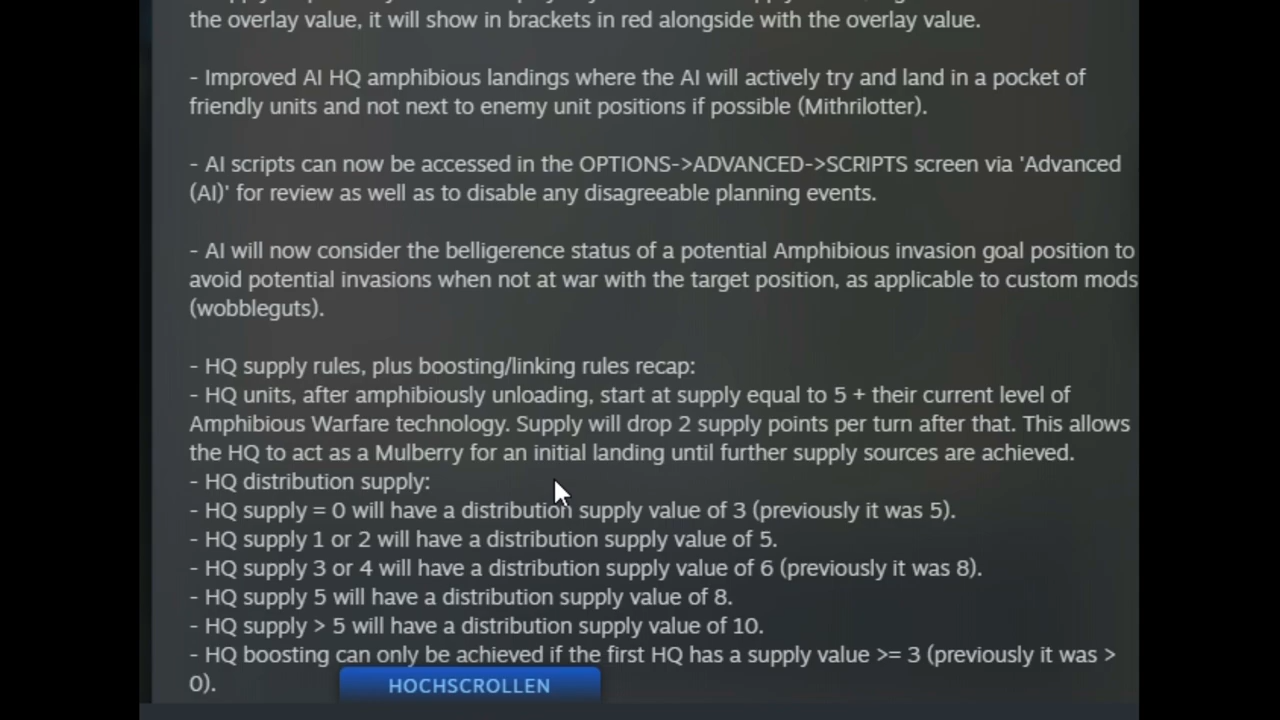 the overlay value, it will show in brackets in red alongside with the overlay value.
- Improved AI HQ amphibious landings where the AI will actively try and land in a pocket of
friendly units and not next to enemy unit positions if possible (Mithrilotter).
- AI scripts can now be accessed in the OPTIONS->ADVANCED->SCRIPTS screen via 'Advanced
(AI)' for review as well as to disable any disagreeable planning events.
- AI will now consider the belligerence status of a potential Amphibious invasion goal position to
avoid potential invasions when not at war with the target position, as applicable to custom mods
(wobbleguts).
- HQ supply rules, plus boosting/linking rules recap:
- HQ units, after amphibiously unloading, start at supply equal to 5 + their current level of
Amphibious Warfare technology. Supply will drop 2 supply points per turn after that. This allows
the HQ to act as a Mulberry for an initial landing until further supply sources are achieved.
- HQ distribution supply:
- HQ supply = 0 will have a distribution supply value of 3 (previously it was 5).
- HQ supply 1 or 2 will have a distribution supply value of 5.
- HQ supply 3 or 4 will have a distribution supply value of 6 (previously it was 8).
- HQ supply 5 will have a distribution supply value of 8.
- HQ supply > 5 will have a distribution supply value of 10.
- HQ boosting can only be achieved if the first HQ has a supply value >= 3 (previously it was >
0).
HOCHSCROLLEN